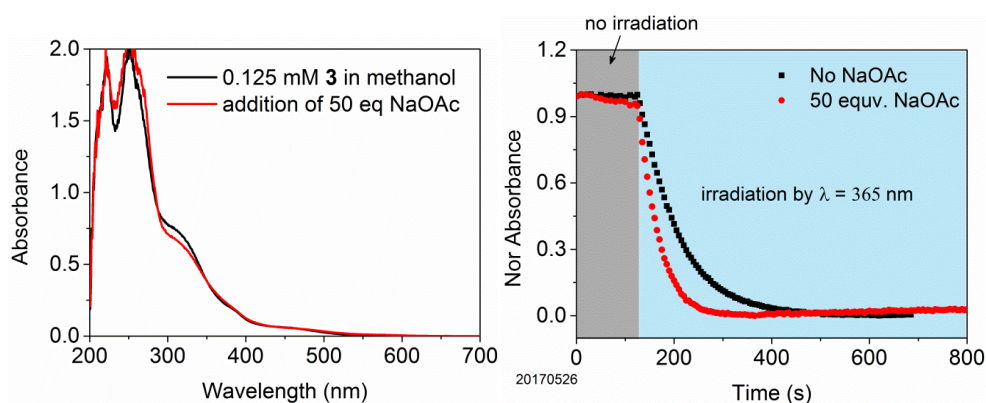 2.0
1.5
1.0
0.5
0.0
200 300 400 500 600 700
Absorbance
Wavelength (nm)
0.125 mM 3 in methanol
addition of 50 eq NaOAc
no irradiation
1.2
0.9
0.6
0.3
0.0
0 200 400 600 800
Nor Absorbance
Time (s)
No NaOAc
50 equv. NaOAc
irradiation by λ = 365 nm
20170526